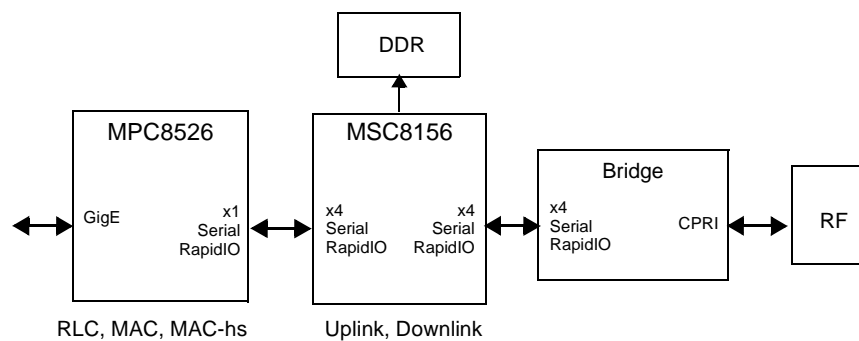 DDR
MPC8526
MSC8156
Bridge
GigE
x1
Serial
RapidIO
x4
Serial
RapidIO
x4
Serial
RapidIO
x4
Serial
RapidIO
CPRI
RF
RLC, MAC, MAC-hs
Uplink, Downlink